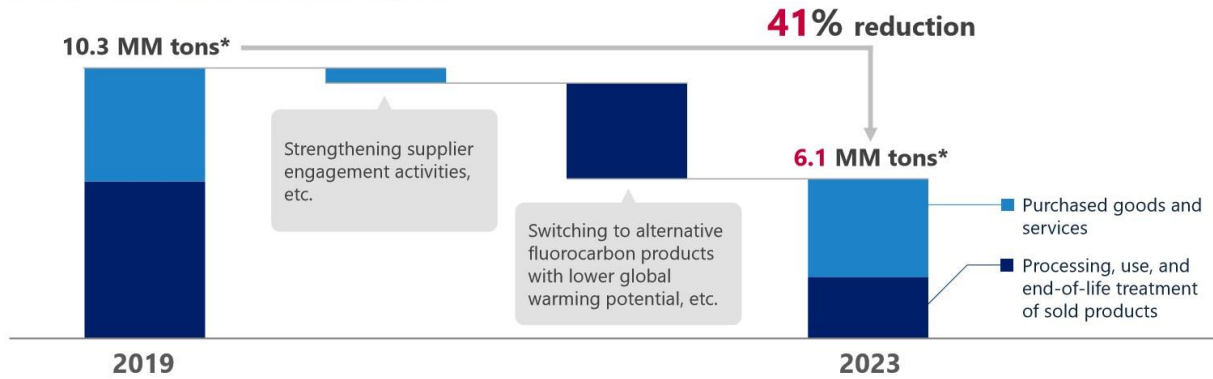 41% reduction
10.3 MM tons*
Strengthening supplier
engagement activities,
etc.
6.1 MM tons*
Switching to alternative
fluorocarbon products
with lower global
warming potential, etc.
Purchased goods and
services
Processing, use, and
end-of-life treatment
of sold products
2019
2023